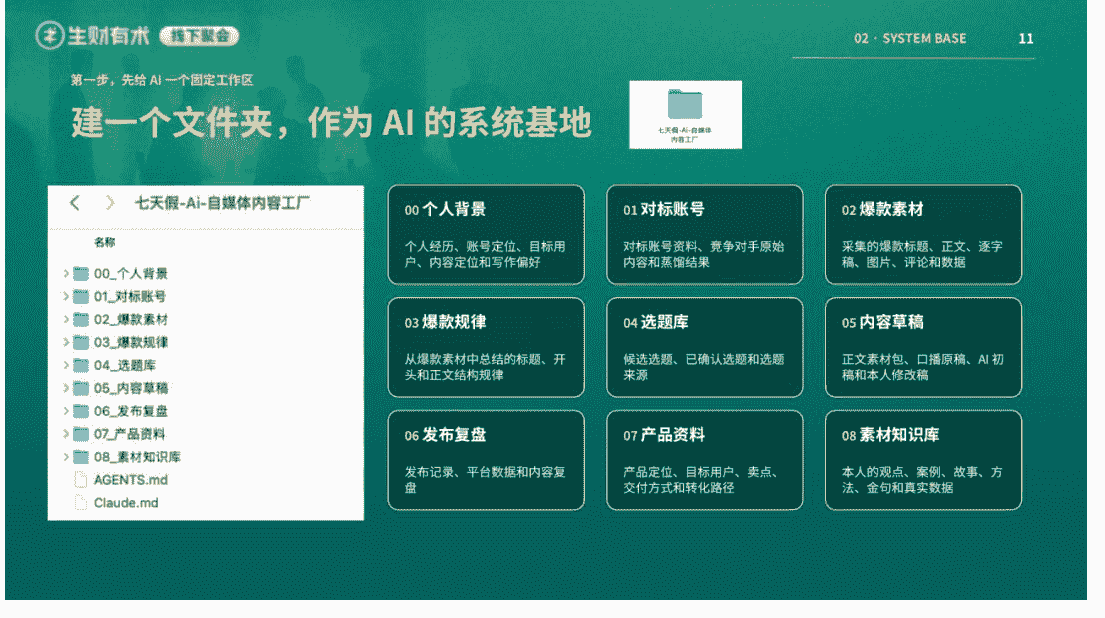 生财有术 线下聚会
02 · SYSTEM BASE 11
第一步，先给 AI 一个固定工作区
建一个文件夹，作为 AI 的系统基地
七天假-Ai-自媒体
内容工厂
七天假-Ai-自媒体内容工厂
名称
00_个人背景
01_对标账号
02_爆款素材
03_爆款规律
04_选题库
05_内容草稿
06_发布复盘
07_产品资料
08_素材知识库
AGENTS.md
Claude.md
00 个人背景
个人经历、账号定位、目标用
户、内容定位和写作偏好
01 对标账号
对标账号资料、竞争对手原始
内容和蒸馏结果
02 爆款素材
采集的爆款标题、正文、逐字
稿、图片、评论和数据
03 爆款规律
从爆款素材中总结的标题、开
头和正文结构规律
04 选题库
候选选题、已确认选题和选题
来源
05 内容草稿
正文素材包、口播原稿、AI 初
稿和本人修改稿
06 发布复盘
发布记录、平台数据和内容复
盘
07 产品资料
产品定位、目标用户、卖点、
交付方式和转化路径
08 素材知识库
本人的观点、案例、故事、方
法、金句和真实数据